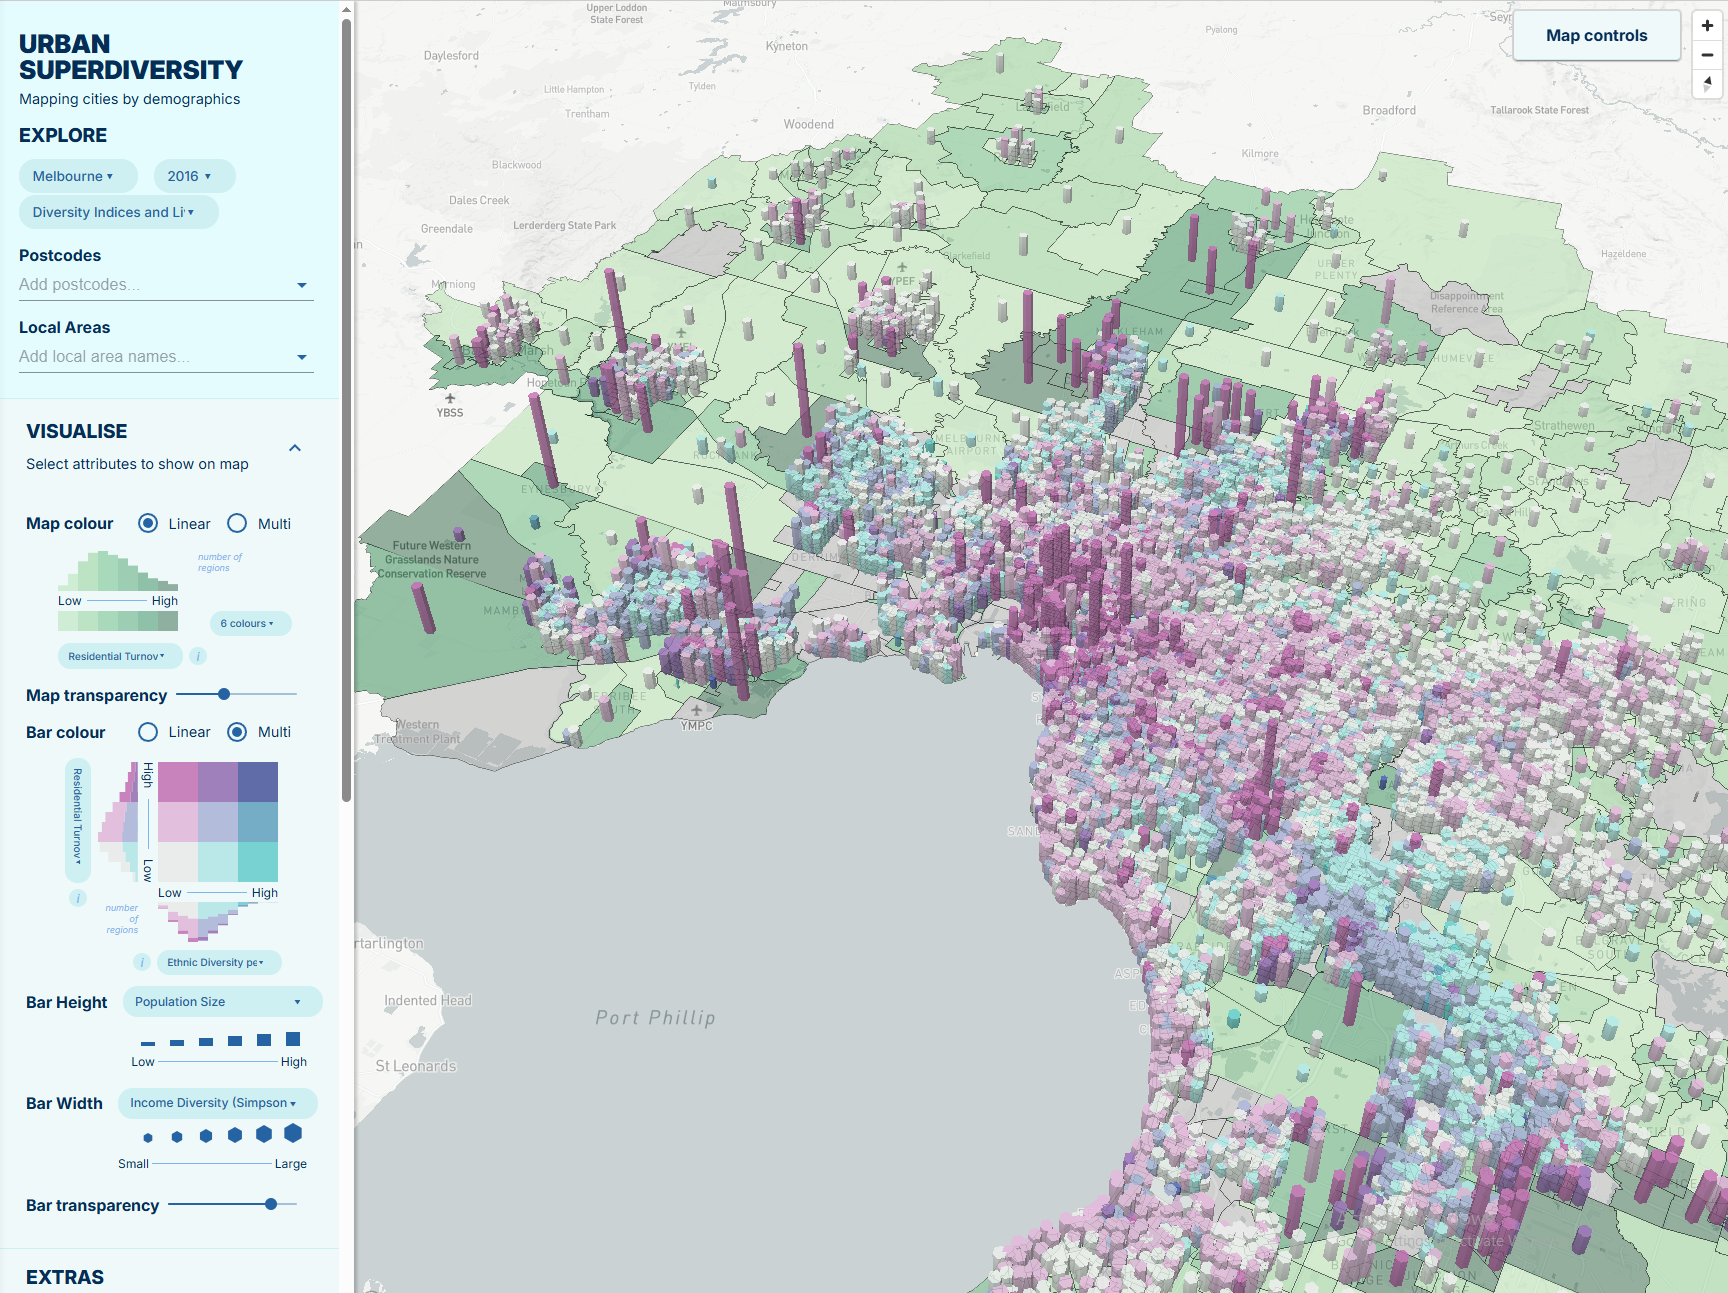 URBAN
SUPERDIVERSITY
Mapping cities by demographics
EXPLORE
Melbourne
2016
Diversity Indices and Li
Postcodes
Add postcodes...
Local Areas
Add local area names...
VISUALISE
Select attributes to show on map
Map colour
Linear
Multi
number of
regions
Low
High
6 colours
Residential Turnov
i
Map transparency
Bar colour
Linear
Multi
Residential Turnov
High
Low
i
Low
High
number
of
regions
i
Ethnic Diversity pe
Bar Height
Population Size
Low
High
Bar Width
Income Diversity (Simpson
Small
Large
Bar transparency
EXTRAS
Map controls
Upper Loddon
State Forest
Malmsbury
Pyalong
Daylesford
Kyneton
Little Hampton
Tylden
Trentham
Woodend
Broadford
Tallarook State Forest
Kilmore
Blackwood
Dales Creek
Lerderderg State Park
Greendale
Hazeldene
UPPER
PLENTY
Disappointment
Reference Area
Myrniong
YPEF
YBSS
HUMEVALE
Strathewen
MELBOURNE
AIRPORT
EYNESBURY
Future Western
Grasslands Nature
Conservation Reserve
Western
Treatment Plant
YMPC
Port Phillip
Indented Head
St Leonards